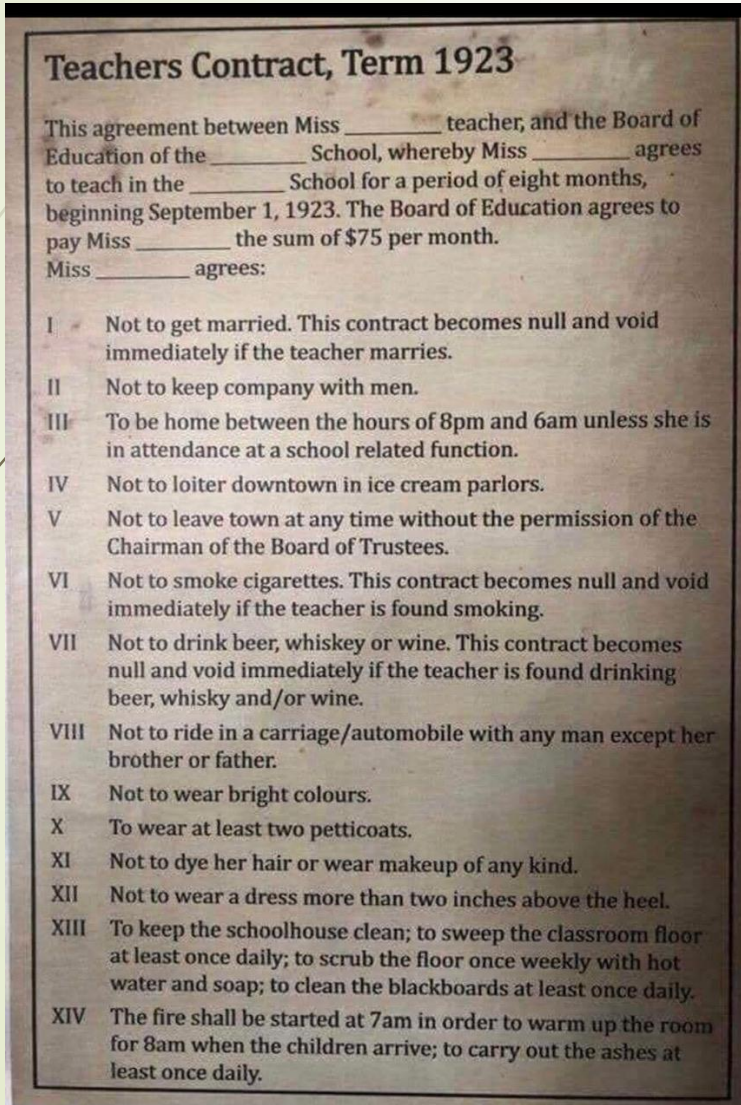 Teachers Contract, Term 1923
This agreement between Miss ________ teacher, and the Board of
Education of the ________ School, whereby Miss ________ agrees
to teach in the ________ School for a period of eight months,
beginning September 1, 1923. The Board of Education agrees to
pay Miss ________ the sum of $75 per month.
Miss ________ agrees:
I Not to get married. This contract becomes null and void
immediately if the teacher marries.
II Not to keep company with men.
III To be home between the hours of 8pm and 6am unless she is
in attendance at a school related function.
IV Not to loiter downtown in ice cream parlors.
V Not to leave town at any time without the permission of the
Chairman of the Board of Trustees.
VI Not to smoke cigarettes. This contract becomes null and void
immediately if the teacher is found smoking.
VII Not to drink beer, whiskey or wine. This contract becomes
null and void immediately if the teacher is found drinking
beer, whisky and/or wine.
VIII Not to ride in a carriage/automobile with any man except her
brother or father.
IX Not to wear bright colours.
X To wear at least two petticoats.
XI Not to dye her hair or wear makeup of any kind.
XII Not to wear a dress more than two inches above the heel.
XIII To keep the schoolhouse clean; to sweep the classroom floor
at least once daily; to scrub the floor once weekly with hot
water and soap; to clean the blackboards at least once daily.
XIV The fire shall be started at 7am in order to warm up the room
for 8am when the children arrive; to carry out the ashes at
least once daily.